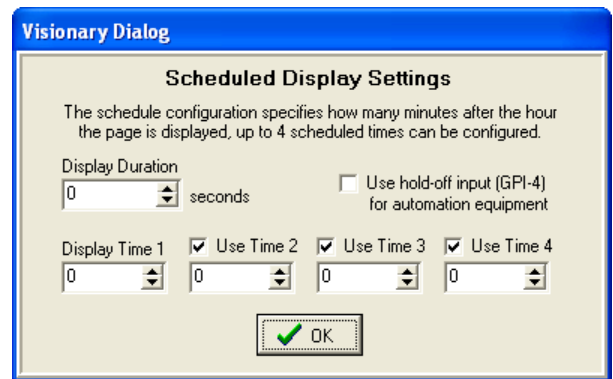 Visionary Dialog
Scheduled Display Settings
The schedule configuration specifies how many minutes after the hour
the page is displayed, up to 4 scheduled times can be configured.
Display Duration
0 seconds
Use hold-off input (GPI-4)
for automation equipment
Display Time 1 Use Time 2 Use Time 3 Use Time 4
0 0 0 0
OK